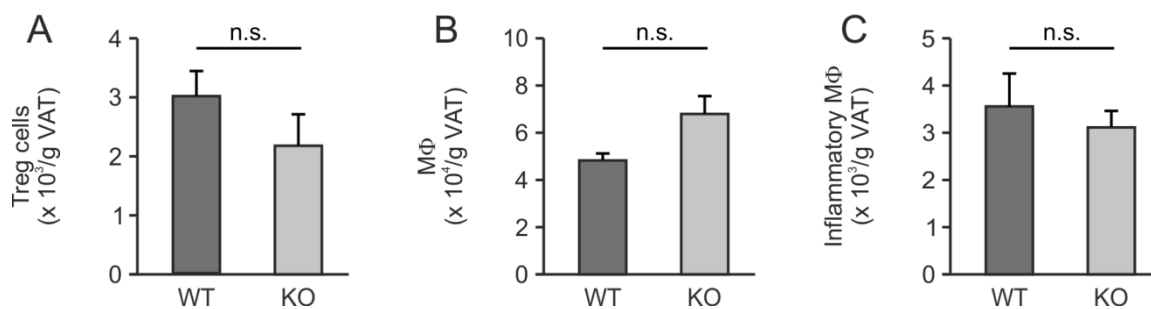 A
Treg cells
(x 10³/g VAT)
4
3
2
1
0
n.s.
WT
KO
B
MΦ
(x 10⁴/g VAT)
10
8
6
4
2
0
n.s.
WT
KO
C
Inflammatory MΦ
(x 10³/g VAT)
5
4
3
2
1
0
n.s.
WT
KO